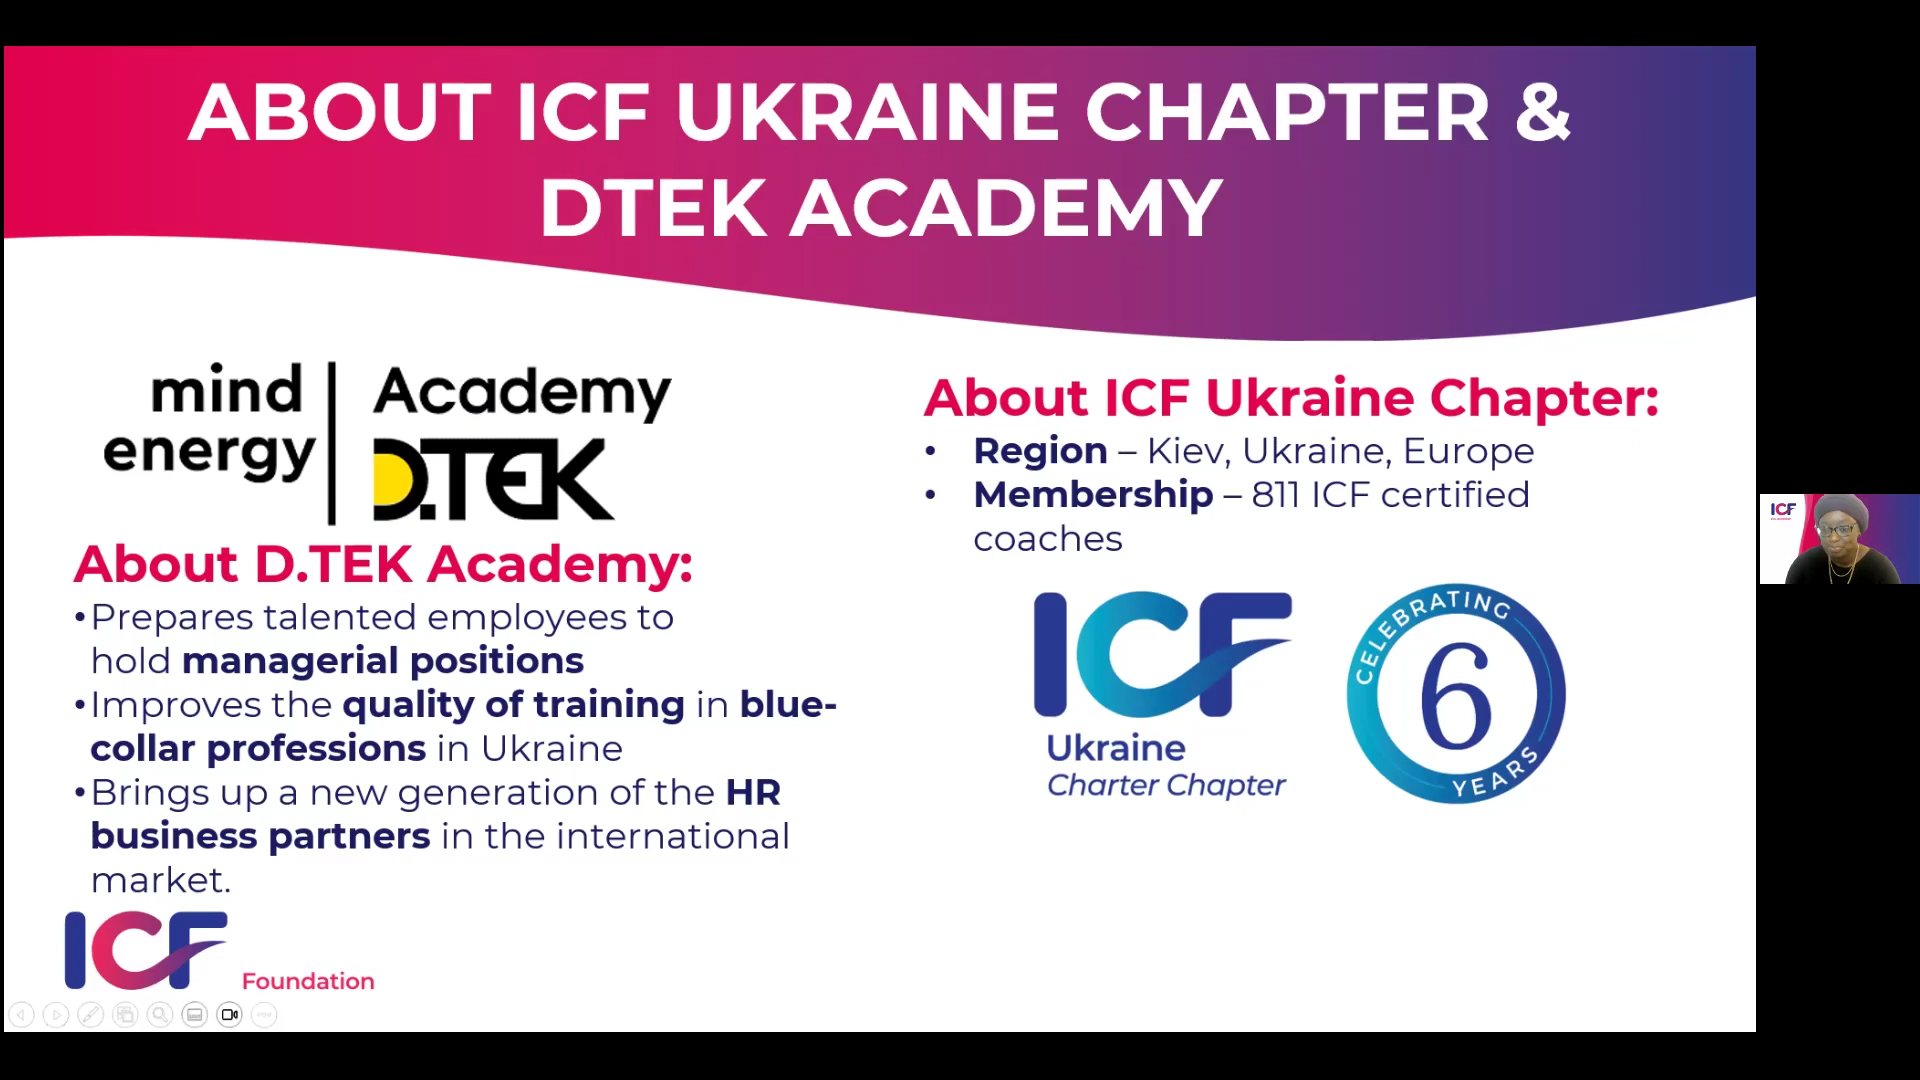 ABOUT ICF UKRAINE CHAPTER &
DTEK ACADEMY
mind
energy
Academy
D.TEK
About D.TEK Academy:
•Prepares talented employees to
hold managerial positions
•Improves the quality of training in blue-
collar professions in Ukraine
•Brings up a new generation of the HR
business partners in the international
market.
ICF
Foundation
About ICF Ukraine Chapter:
• Region – Kiev, Ukraine, Europe
• Membership – 811 ICF certified
coaches
ICF
Ukraine
Charter Chapter
CELEBRATING
6
YEARS
ICF